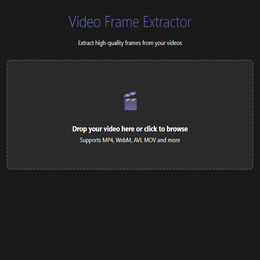 Video Frame Extractor
Extract high-quality frames from your videos
Drop your video here or click to browse
Supports MP4, WebM, AVI, MOV and more